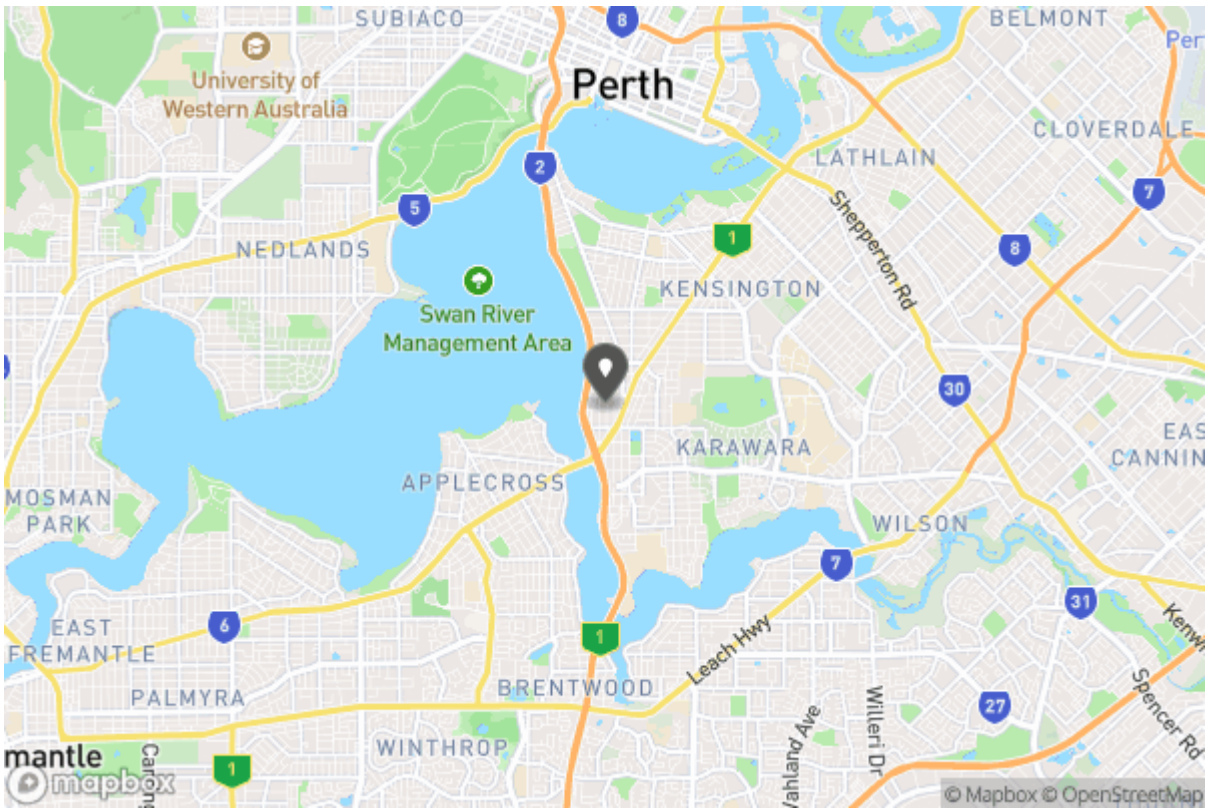 SUBIACO
8
BELMONT
University of
Western Australia
Perth
CLOVERDALE
2
LATHLAIN
7
5
Shepperton Rd
NEDLANDS
1
8
KENSINGTON
Swan River
Management Area
30
KARAWARA
APPLECROSS
MOSMAN
PARK
WILSON
7
31
6
EAST
FREMANTLE
1
Leach Hwy
BRENTWOOD
PALMYRA
Spencer Rd
27
Willeri Dr
WINTHROP
mantle
1
mapbox
© Mapbox © OpenStreetMap